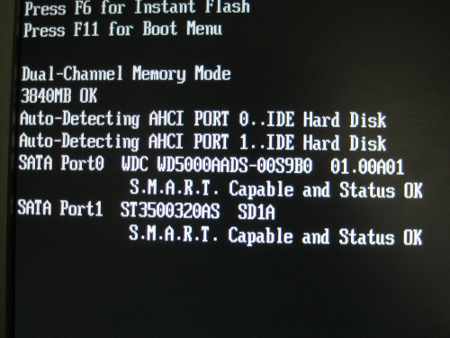 Press F6 for Instant Flash
Press F11 for Boot Menu
Dual-Channel Memory Mode
3840MB OK
Auto-Detecting AHCI PORT 0..IDE Hard Disk
Auto-Detecting AHCI PORT 1..IDE Hard Disk
SATA Port0 WDC WD5000AADS-00S9B0 01.00A01
S.M.A.R.T. Capable and Status OK
SATA Port1 ST3500320AS SD1A
S.M.A.R.T. Capable and Status OK